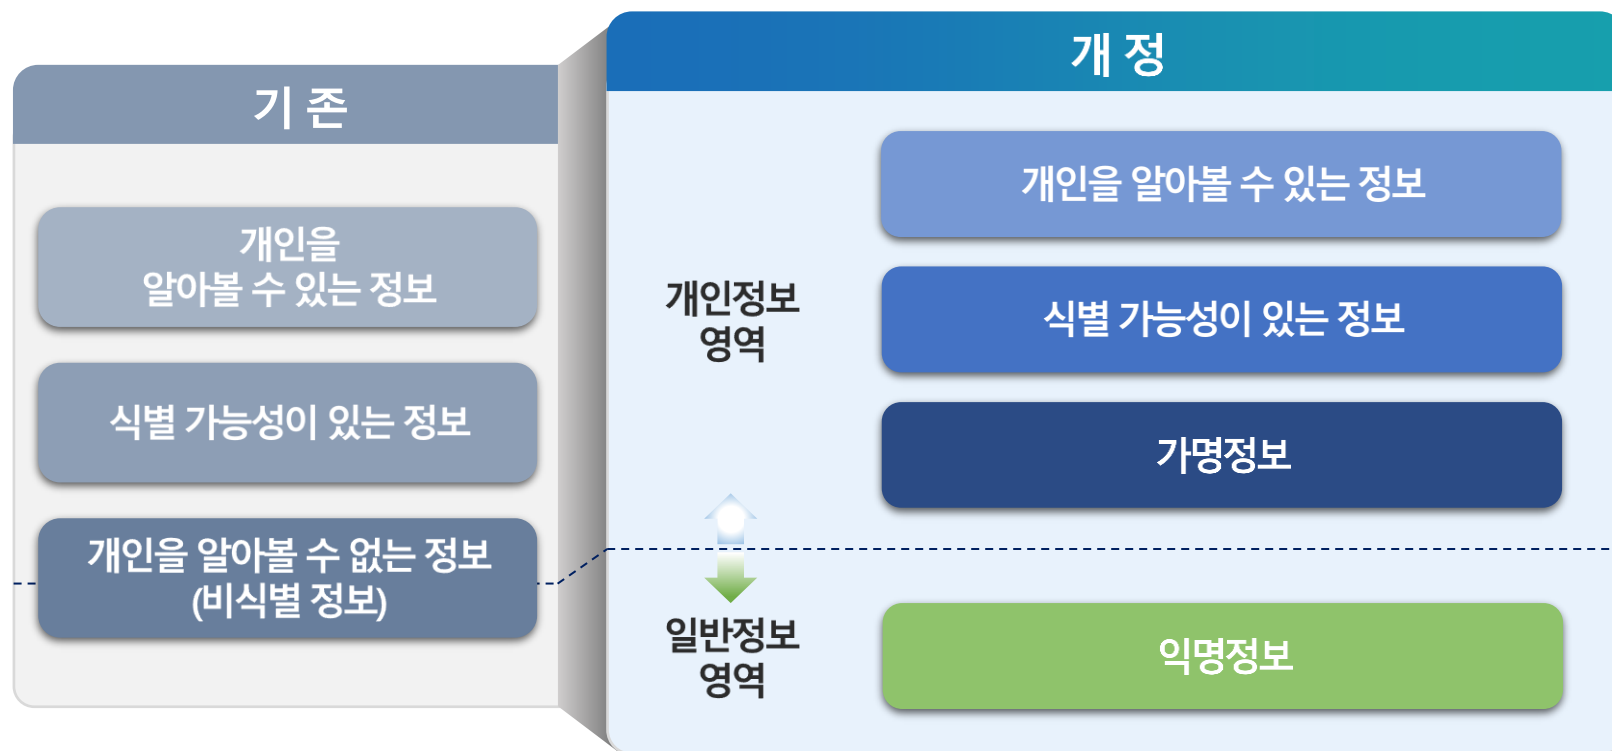 기 존
개인을
알아볼 수 있는 정보
식별 가능성이 있는 정보
개인을 알아볼 수 없는 정보
(비식별 정보)
개 정
개인정보
영역
개인을 알아볼 수 있는 정보
식별 가능성이 있는 정보
가명정보
일반정보
영역
익명정보